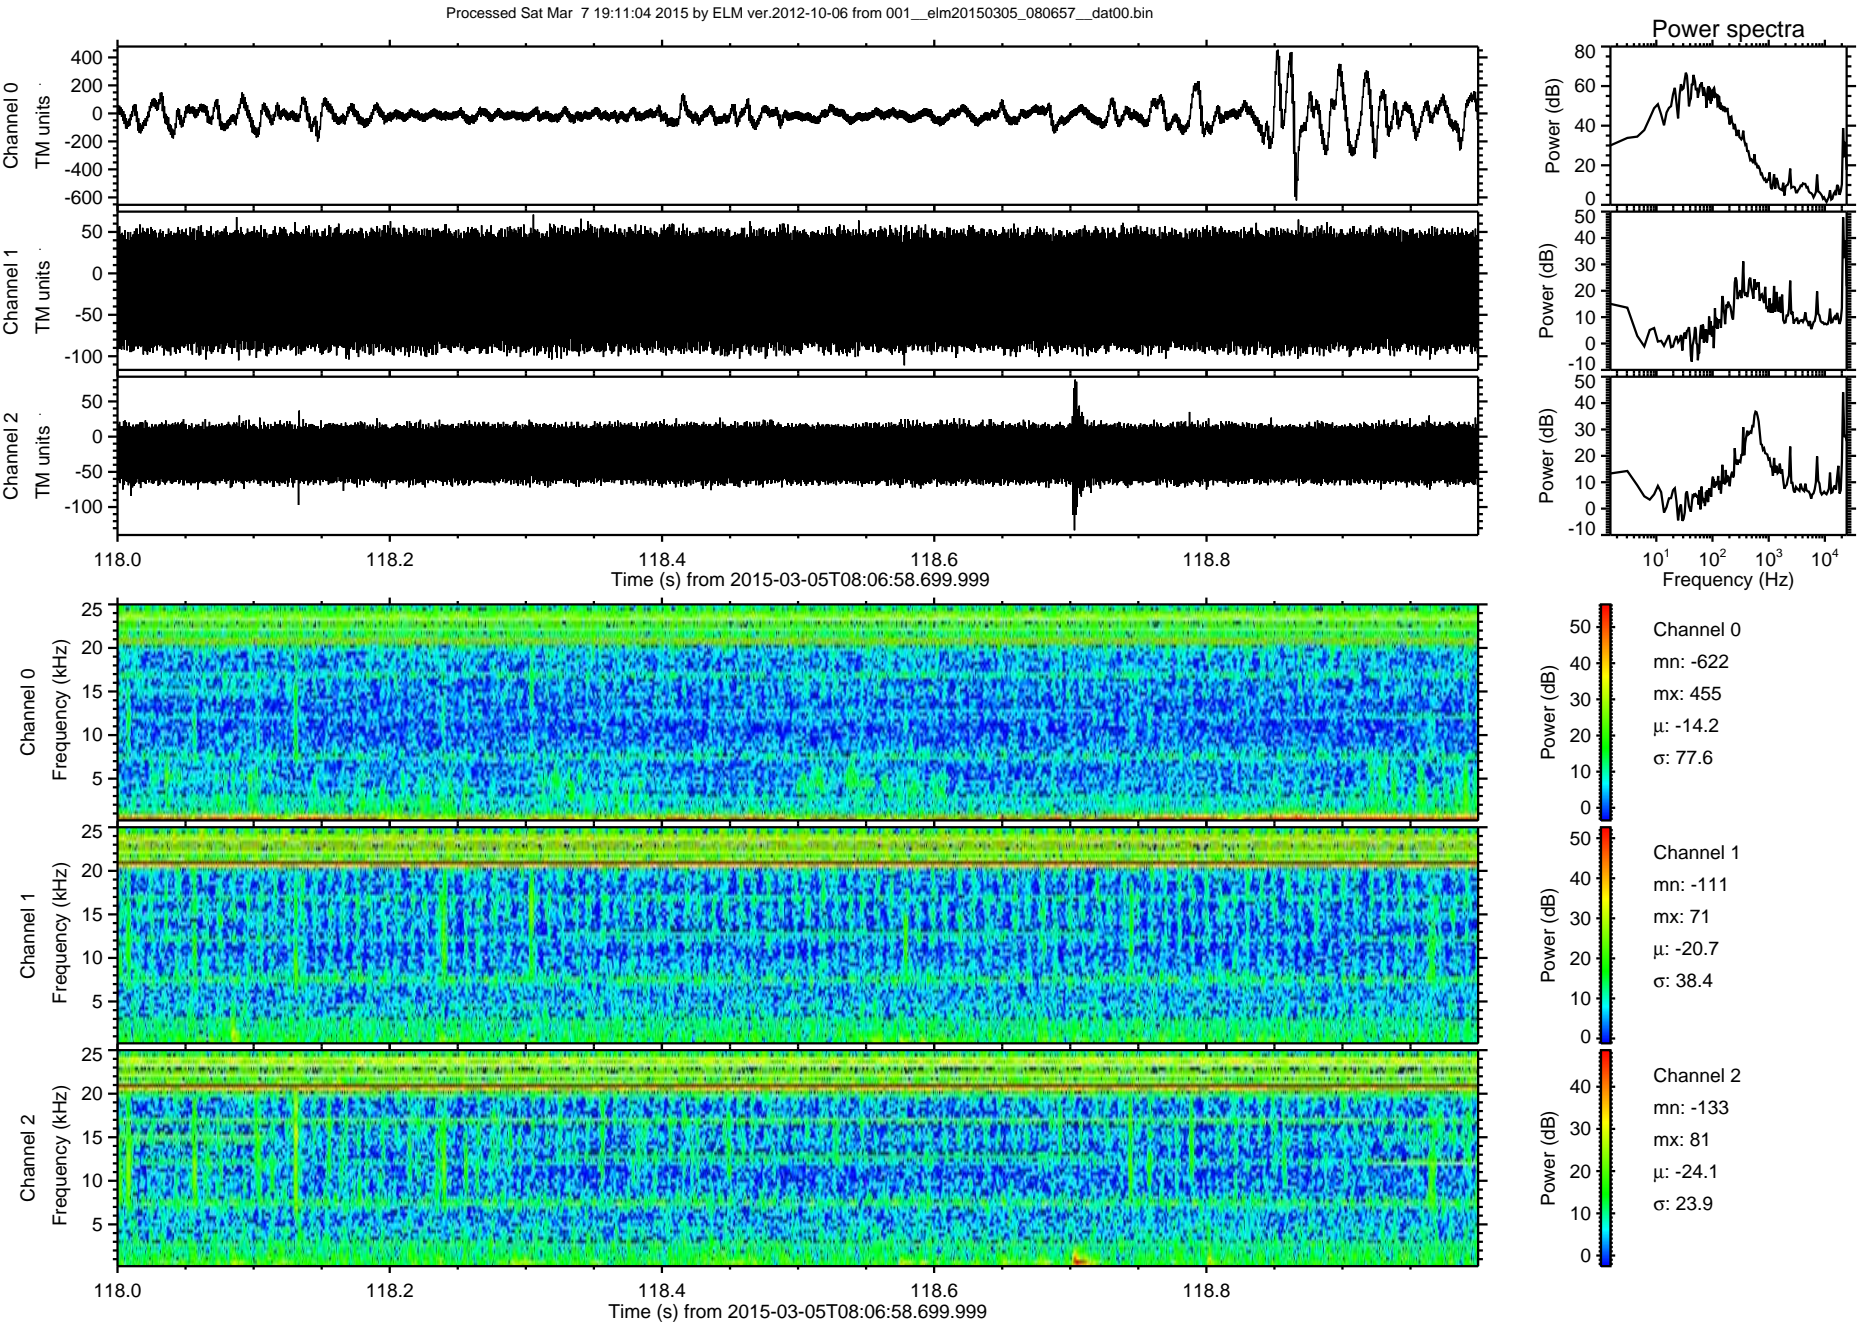 Processed Sat Mar 7 19:11:04 2015 by ELM ver.2012-10-06 from 001__elm20150305_080657__dat00.bin
Power spectra
Channel 0
TM units
400
200
0
-200
-400
-600
Power (dB)
80
60
40
20
0
Channel 1
TM units
50
0
-50
-100
Power (dB)
50
40
30
20
10
0
-10
Channel 2
TM units
50
0
-50
-100
Power (dB)
50
40
30
20
10
0
-10
118.0 118.2 118.4 118.6 118.8
Time (s) from 2015-03-05T08:06:58.699.999
10¹ 10² 10³ 10⁴
Frequency (Hz)
Channel 0
Frequency (kHz)
25
20
15
10
5
Power (dB)
50
40
30
20
10
0
Channel 0
mn: -622
mx: 455
μ: -14.2
σ: 77.6
Channel 1
Frequency (kHz)
25
20
15
10
5
Power (dB)
50
40
30
20
10
0
Channel 1
mn: -111
mx: 71
μ: -20.7
σ: 38.4
Channel 2
Frequency (kHz)
25
20
15
10
5
Power (dB)
40
30
20
10
0
Channel 2
mn: -133
mx: 81
μ: -24.1
σ: 23.9
118.0 118.2 118.4 118.6 118.8
Time (s) from 2015-03-05T08:06:58.699.999